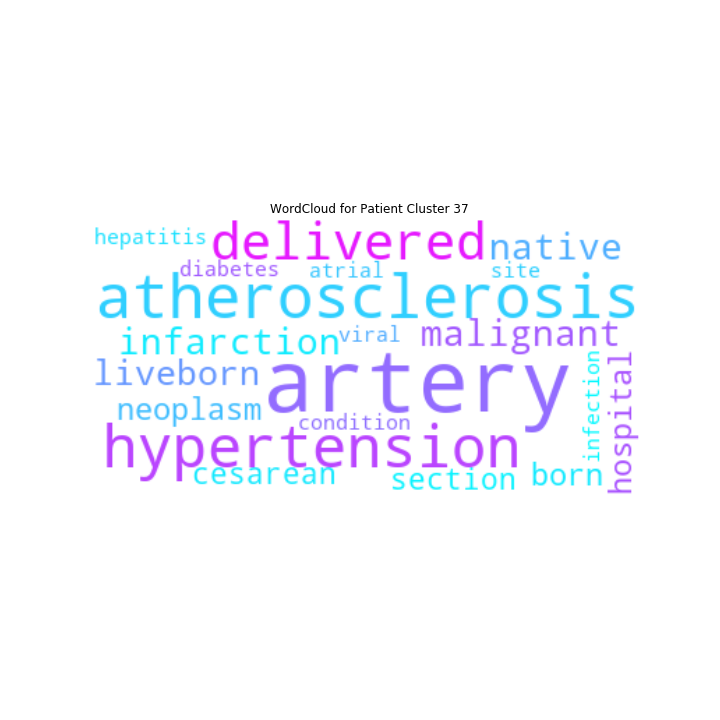 WordCloud for Patient Cluster 37
hepatitis delivered native
diabetes atrial site
atherosclerosis
infarction viral malignant
liveborn artery infection hospital
neoplasm condition
hypertension
cesarean section born